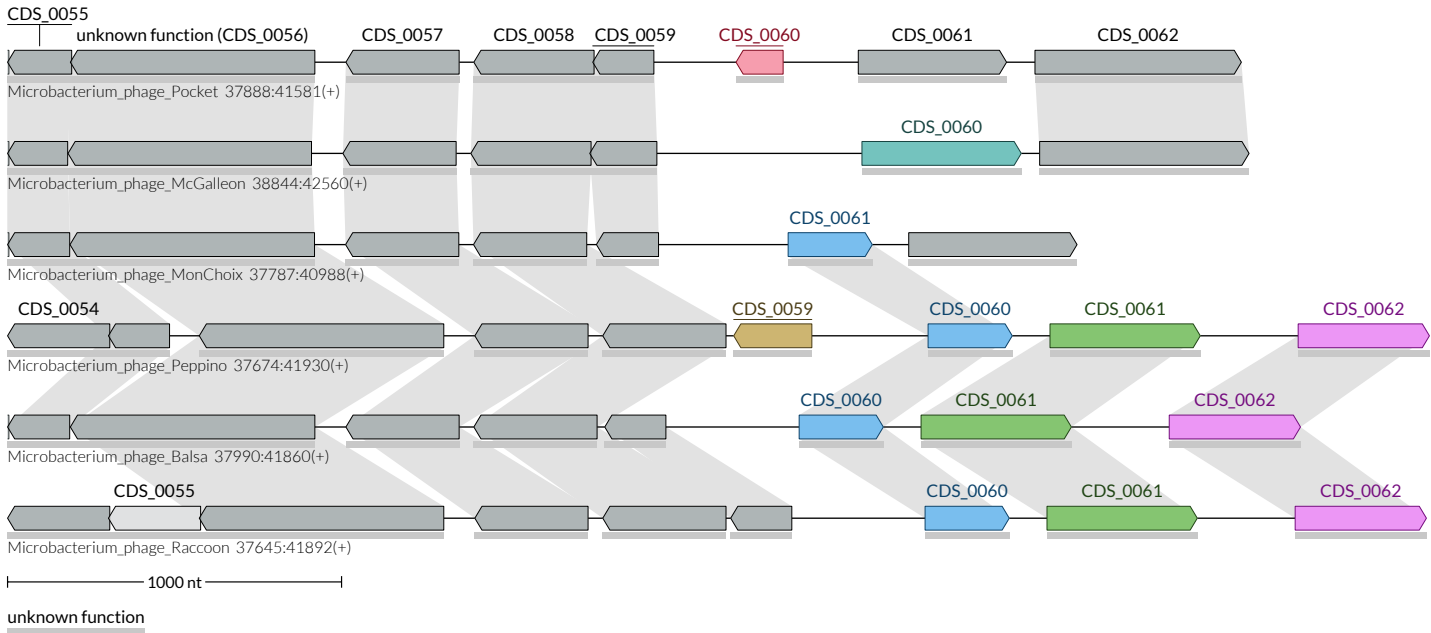 CDS_0055
unknown function (CDS_0056) CDS_0057 CDS_0058 CDS_0059 CDS_0060 CDS_0061 CDS_0062
Microbacterium_phage_Pocket 37888:41581(+)
CDS_0060
Microbacterium_phage_McGalleon 38844:42560(+)
CDS_0061
Microbacterium_phage_MonChoix 37787:40988(+)
CDS_0054 CDS_0059 CDS_0060 CDS_0061 CDS_0062
Microbacterium_phage_Peppino 37674:41930(+)
CDS_0060 CDS_0061 CDS_0062
Microbacterium_phage_Balsa 37990:41860(+)
CDS_0055 CDS_0060 CDS_0061 CDS_0062
Microbacterium_phage_Raccoon 37645:41892(+)
1000 nt
unknown function